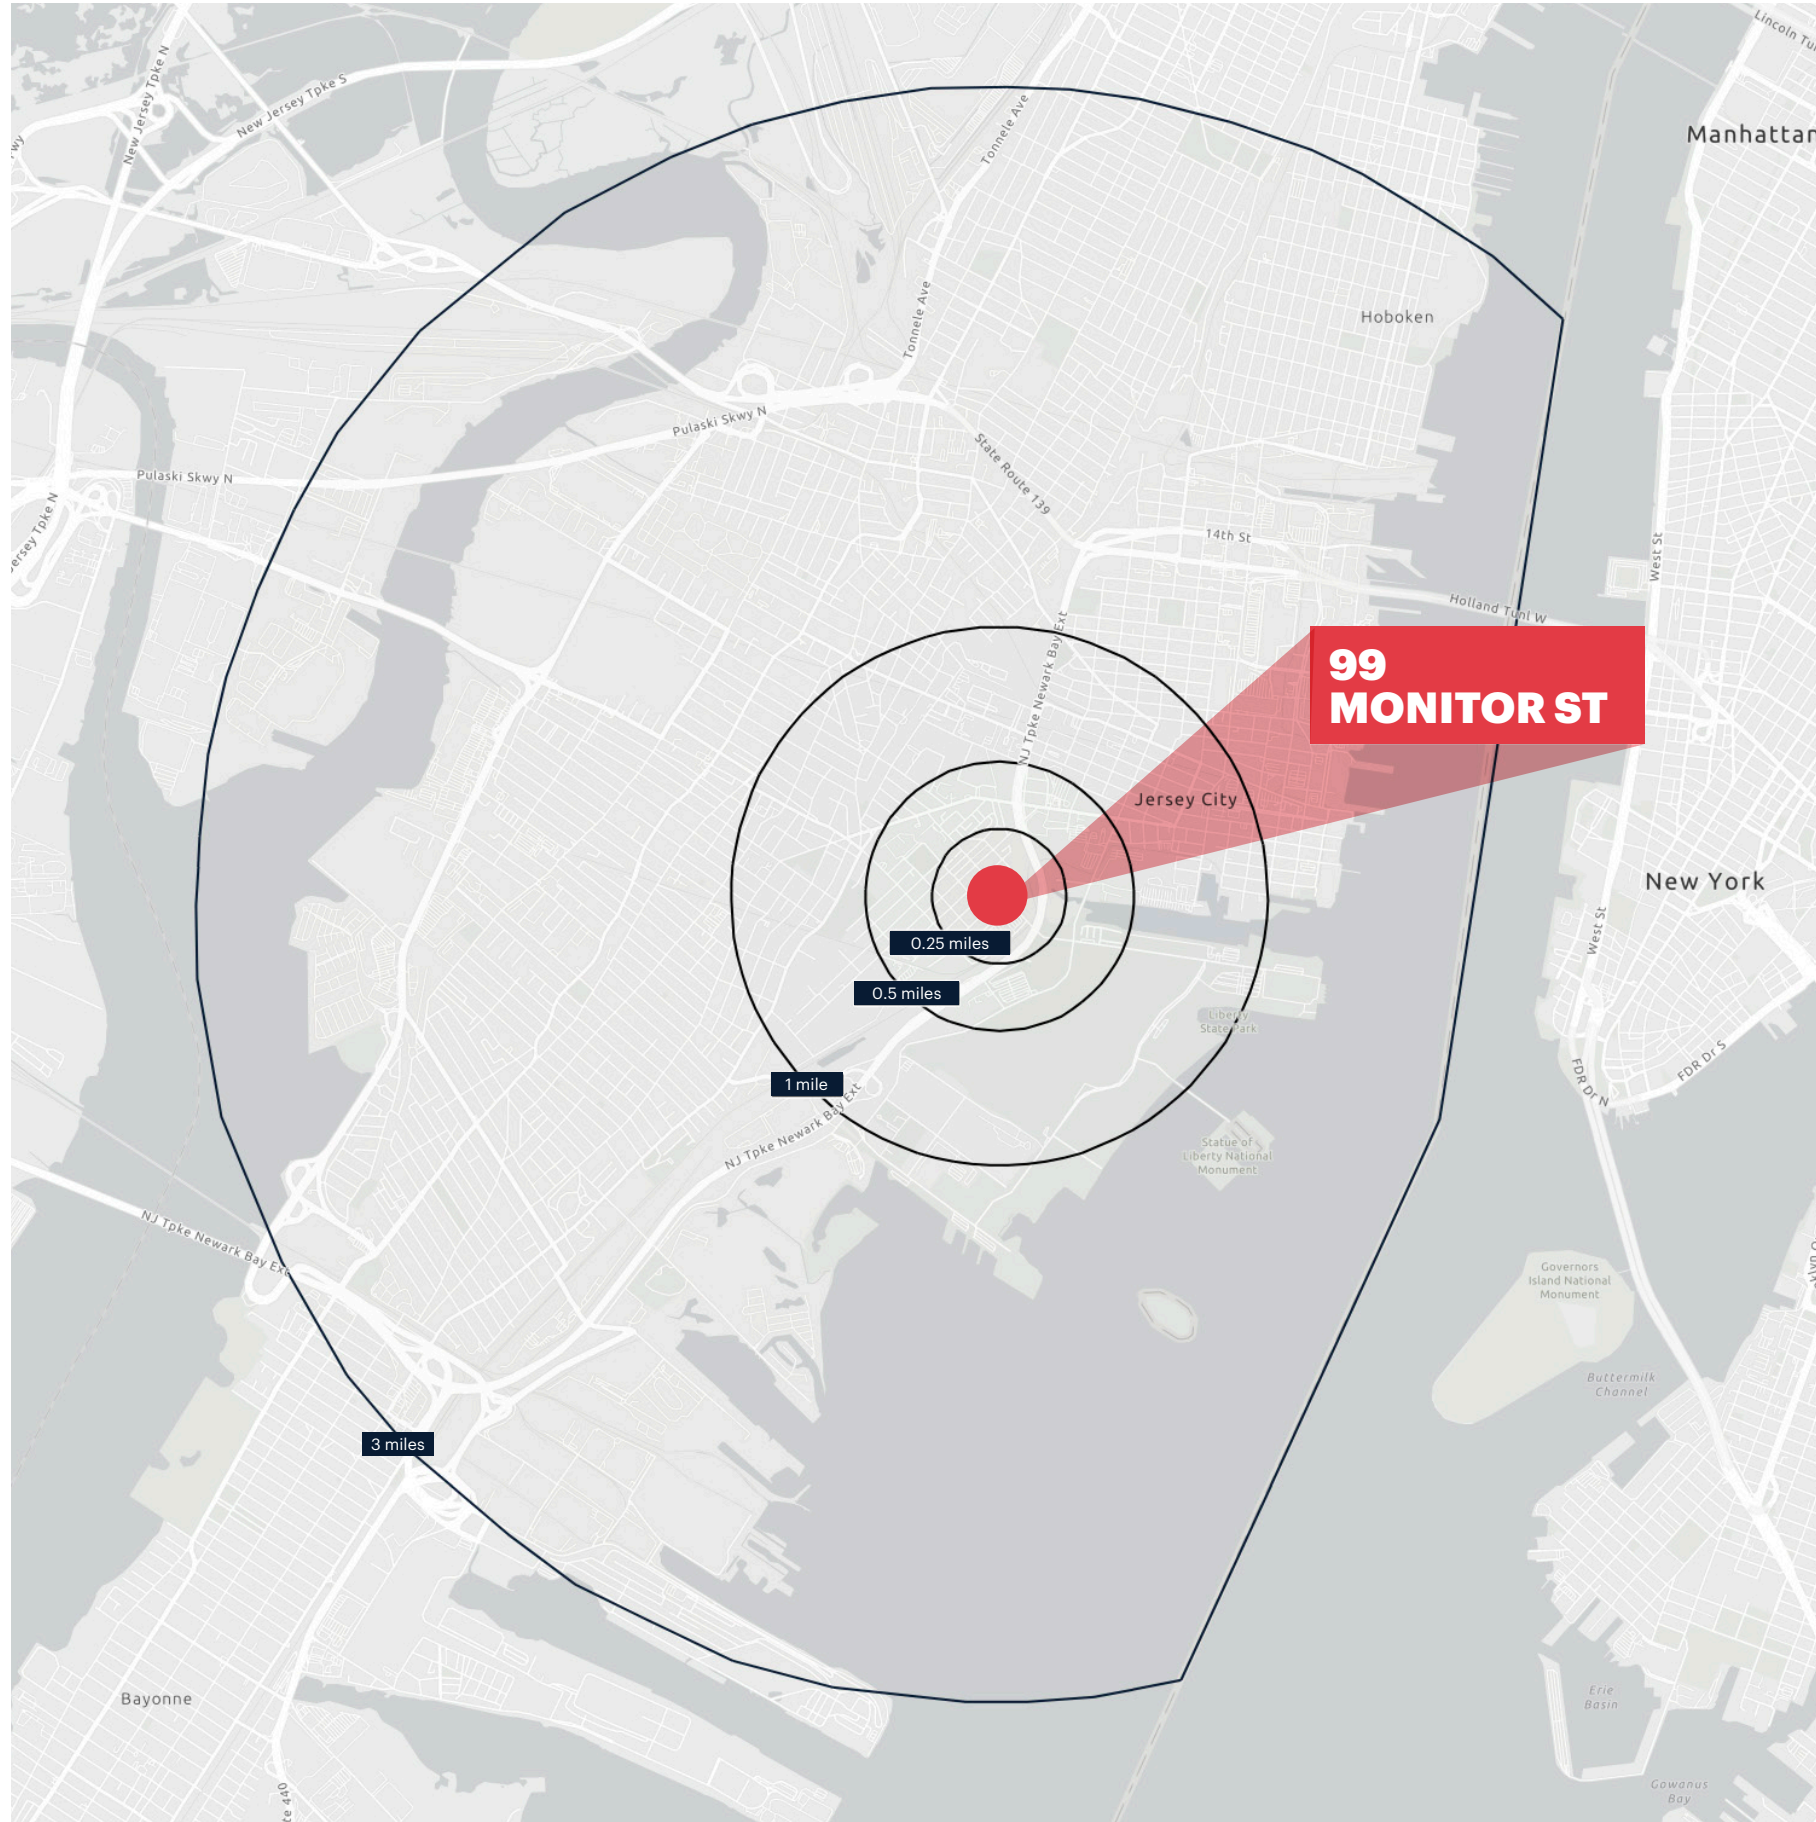 Lincoln Tu
New Jersey Tpke N
New Jersey Tpke S
Manhattan
Tonnele Ave
Hoboken
Tonnele Ave
Pulaski Skwy N
State Route 139
Pulaski Skwy N
ersey Tpke N
14th St
West St
Holland Tunl W
99
MONITOR ST
NJ Tpke Newark Bay Ext
Jersey City
New York
West St
0.25 miles
0.5 miles
Liberty
State Park
FDR Dr S
FDR Dr N
1 mile
NJ Tpke Newark Bay Ext
Statue of
Liberty National
Monument
NJ Tpke Newark Bay Ext
Governors
Island National
Monument
Buttermilk
Channel
3 miles
Bayonne
Erie
Basin
Gowanus
Bay
te 440